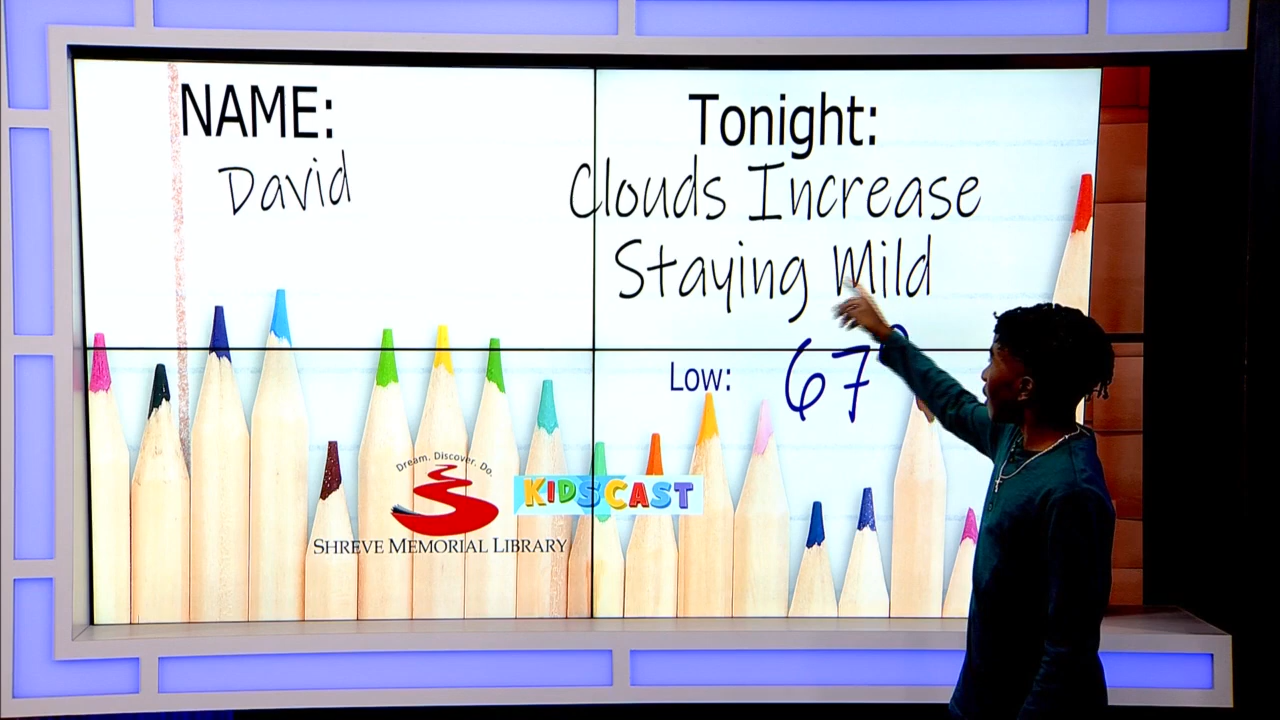 NAME:
David
Tonight:
Clouds Increase
Staying Mild
Low: 67°
Dream. Discover. Do.
SHREVE MEMORIAL LIBRARY
KIDSCAST